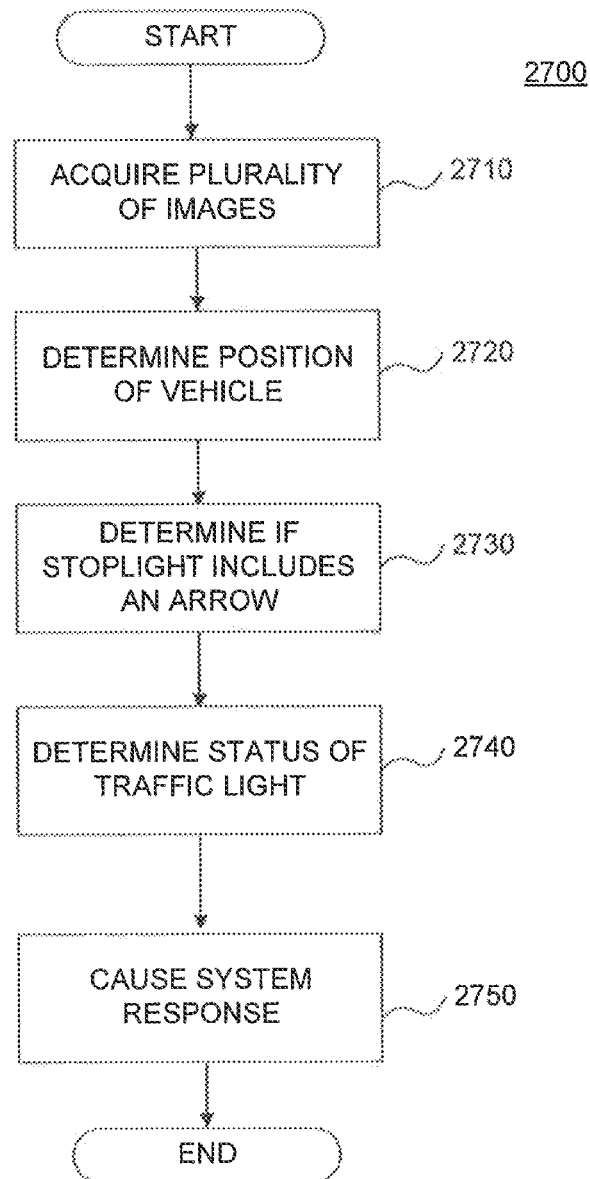 START
2700
ACQUIRE PLURALITY
OF IMAGES
2710
DETERMINE POSITION
OF VEHICLE
2720
DETERMINE IF
STOPLIGHT INCLUDES
AN ARROW
2730
DETERMINE STATUS OF
TRAFFIC LIGHT
2740
CAUSE SYSTEM
RESPONSE
2750
END